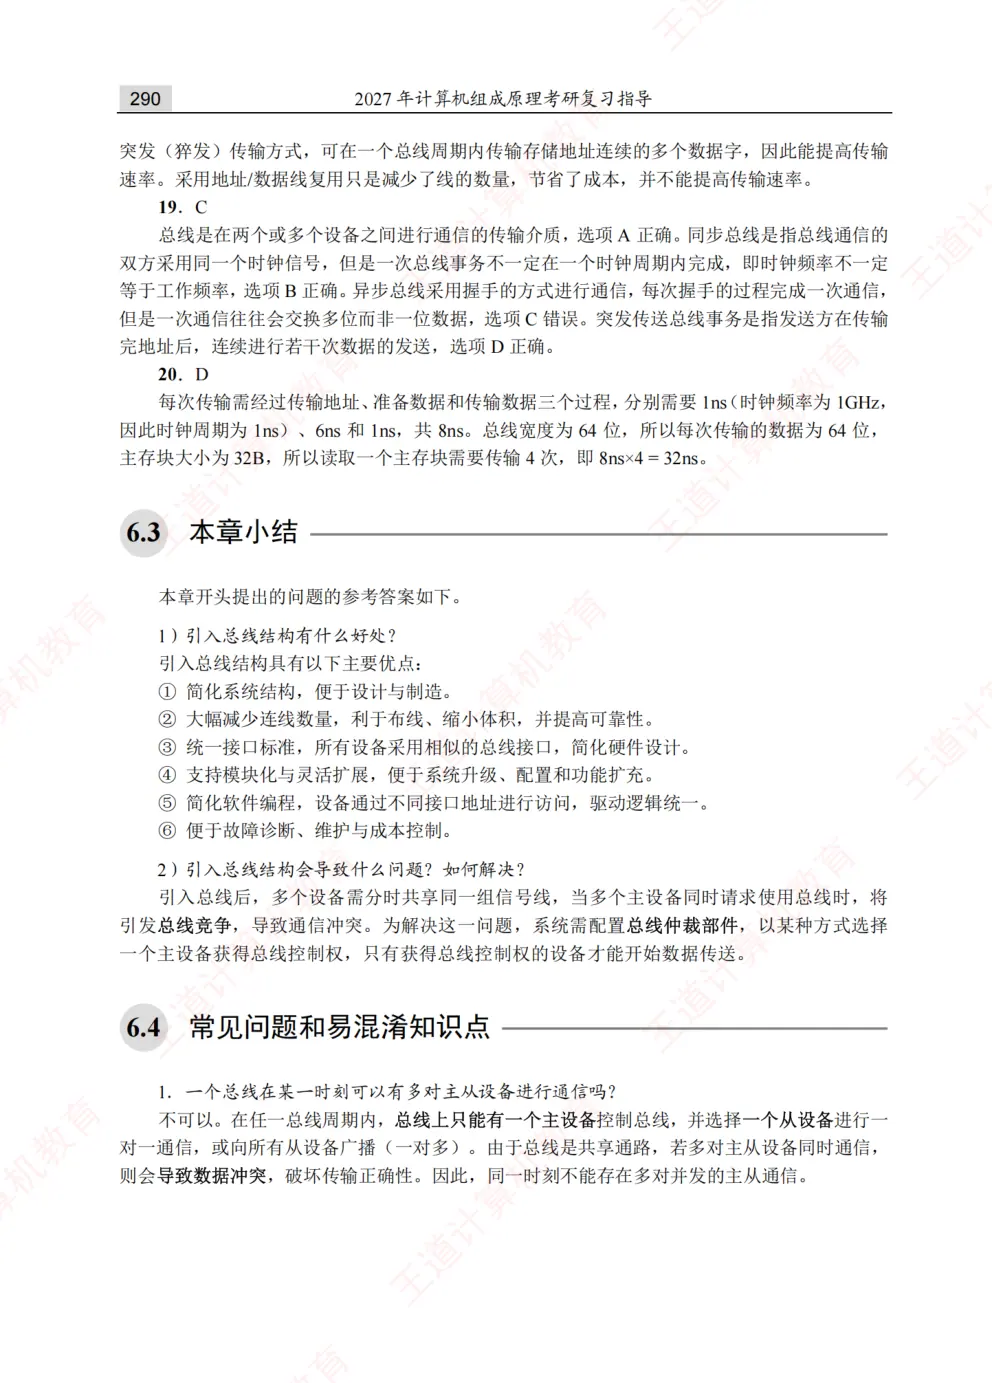 290
2027 年计算机组成原理考研复习指导
突发（猝发）传输方式，可在一个总线周期内传输存储地址连续的多个数据字，因此能提高传输
速率。采用地址/数据线复用只是减少了线的数量，节省了成本，并不能提高传输速率。
19．C
总线是在两个或多个设备之间进行通信的传输介质，选项 A 正确。同步总线是指总线通信的
双方采用同一个时钟信号，但是一次总线事务不一定在一个时钟周期内完成，即时钟频率不一定
等于工作频率，选项 B 正确。异步总线采用握手的方式进行通信，每次握手的过程完成一次通信，
但是一次通信往往会交换多位而非一位数据，选项 C 错误。突发传送总线事务是指发送方在传输
完地址后，连续进行若干次数据的发送，选项 D 正确。
20．D
每次传输需经过传输地址、准备数据和传输数据三个过程，分别需要 1ns（时钟频率为 1GHz，
因此时钟周期为 1ns）、6ns 和 1ns，共 8ns。总线宽度为 64 位，所以每次传输的数据为 64 位，
主存块大小为 32B，所以读取一个主存块需要传输 4 次，即 8ns×4 = 32ns。
6.3 本章小结
本章开头提出的问题的参考答案如下。
1）引入总线结构有什么好处？
引入总线结构具有以下主要优点：
① 简化系统结构，便于设计与制造。
② 大幅减少连线数量，利于布线、缩小体积，并提高可靠性。
③ 统一接口标准，所有设备采用相似的总线接口，简化硬件设计。
④ 支持模块化与灵活扩展，便于系统升级、配置和功能扩充。
⑤ 简化软件编程，设备通过不同接口地址进行访问，驱动逻辑统一。
⑥ 便于故障诊断、维护与成本控制。
2）引入总线结构会导致什么问题？如何解决？
引入总线后，多个设备需分时共享同一组信号线，当多个主设备同时请求使用总线时，将
引发总线竞争，导致通信冲突。为解决这一问题，系统需配置总线仲裁部件，以某种方式选择
一个主设备获得总线控制权，只有获得总线控制权的设备才能开始数据传送。
6.4 常见问题和易混淆知识点
1．一个总线在某一时刻可以有多对主从设备进行通信吗？
不可以。在任一总线周期内，总线上只能有一个主设备控制总线，并选择一个从设备进行一
对一通信，或向所有从设备广播（一对多）。由于总线是共享通路，若多对主从设备同时通信，
则会导致数据冲突，破坏传输正确性。因此，同一时刻不能存在多对并发的主从通信。
王道计算机教育